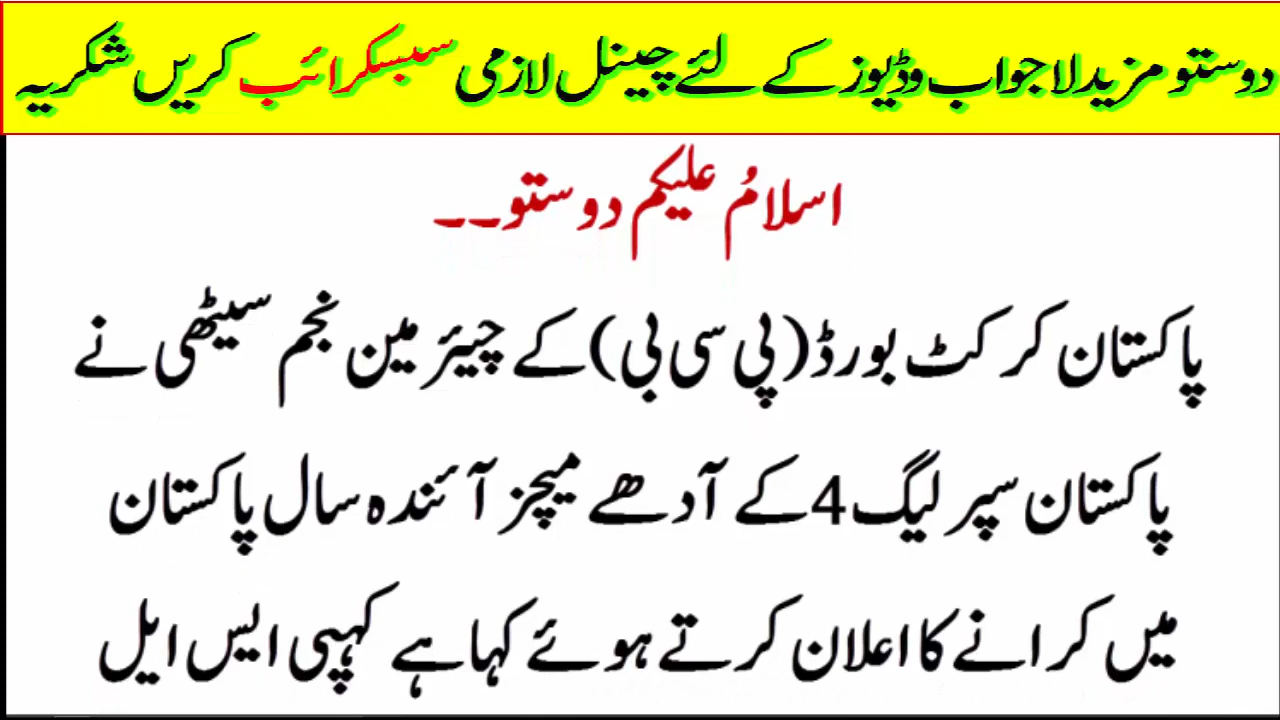 دوستو مزید لاجواب وڈیوز کے لئے چینل لازمی سبسکرائب کریں شکریہ
اسلامُ علیکم دوستو۔۔
پاکستان کرکٹ بورڈ (پی سی بی) کے چیئرمین نجم سیٹھی نے
پاکستان سپر لیگ 4 کے آدھے میچز آئندہ سال پاکستان
میں کرانے کا اعلان کرتے ہوئے کہا ہے کہپی ایس ایل